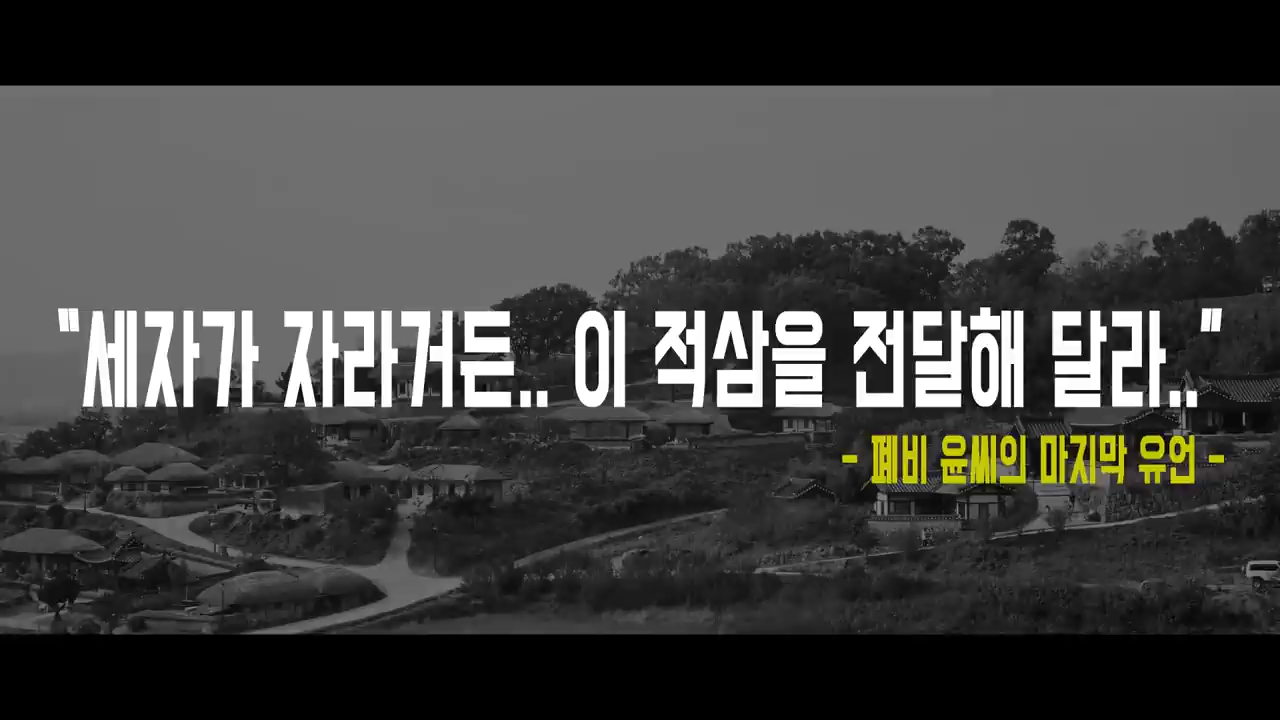 "세자가 자라거든.. 이 적삼을 전달해 달라.."
- 폐비 윤씨의 마지막 유언 -